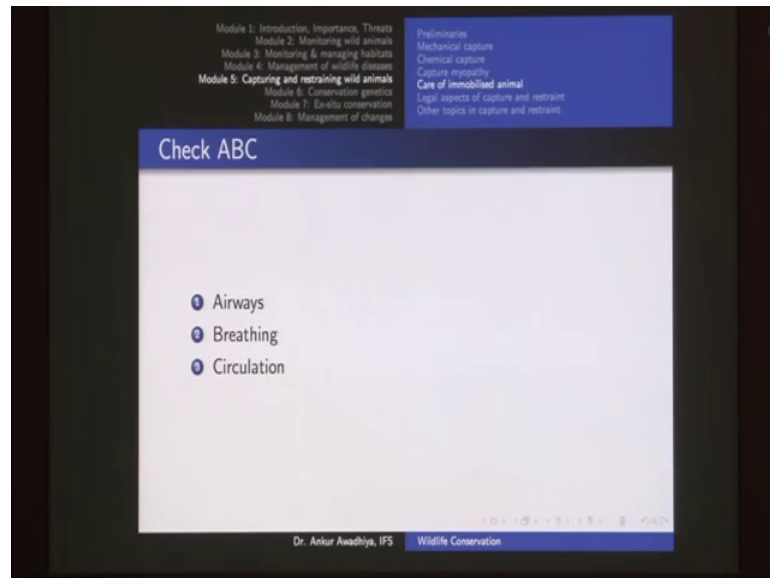 Module 1: Introduction, Importance, Threats
Module 2: Monitoring wild animals
Module 3: Monitoring & managing habitats
Module 4: Management of wildlife diseases
Module 5: Capturing and restraining wild animals
Module 6: Conservation genetics
Module 7: Ex-situ conservation
Module 8: Management of changes
Preliminaries
Mechanical capture
Chemical capture
Capture myopathy
Care of immobilised animal
Legal aspects of capture and restraint
Other topics in capture and restraint
Check ABC
1 Airways
2 Breathing
3 Circulation
Dr. Ankur Awadhiya, IFS
Wildlife Conservation